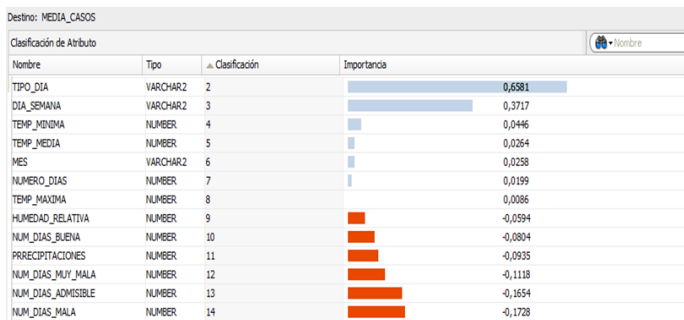 Destino: MEDIA_CASOS
Clasificación de Atributo Nombre
Nombre Tipo Clasificación Importancia
TIPO_DIA VARCHAR2 2 0,6581
DIA_SEMANA VARCHAR2 3 0,3717
TEMP_MINIMA NUMBER 4 0,0446
TEMP_MEDIA NUMBER 5 0,0264
MES VARCHAR2 6 0,0258
NUMERO_DIAS NUMBER 7 0,0199
TEMP_MAXIMA NUMBER 8 0,0086
HUMEDAD_RELATIVA NUMBER 9 -0,0594
NUM_DIAS_BUENA NUMBER 10 -0,0804
PRRECIPITACIONES NUMBER 11 -0,0935
NUM_DIAS_MUY_MALA NUMBER 12 -0,1118
NUM_DIAS_ADMISIBLE NUMBER 13 -0,1654
NUM_DIAS_MALA NUMBER 14 -0,1728